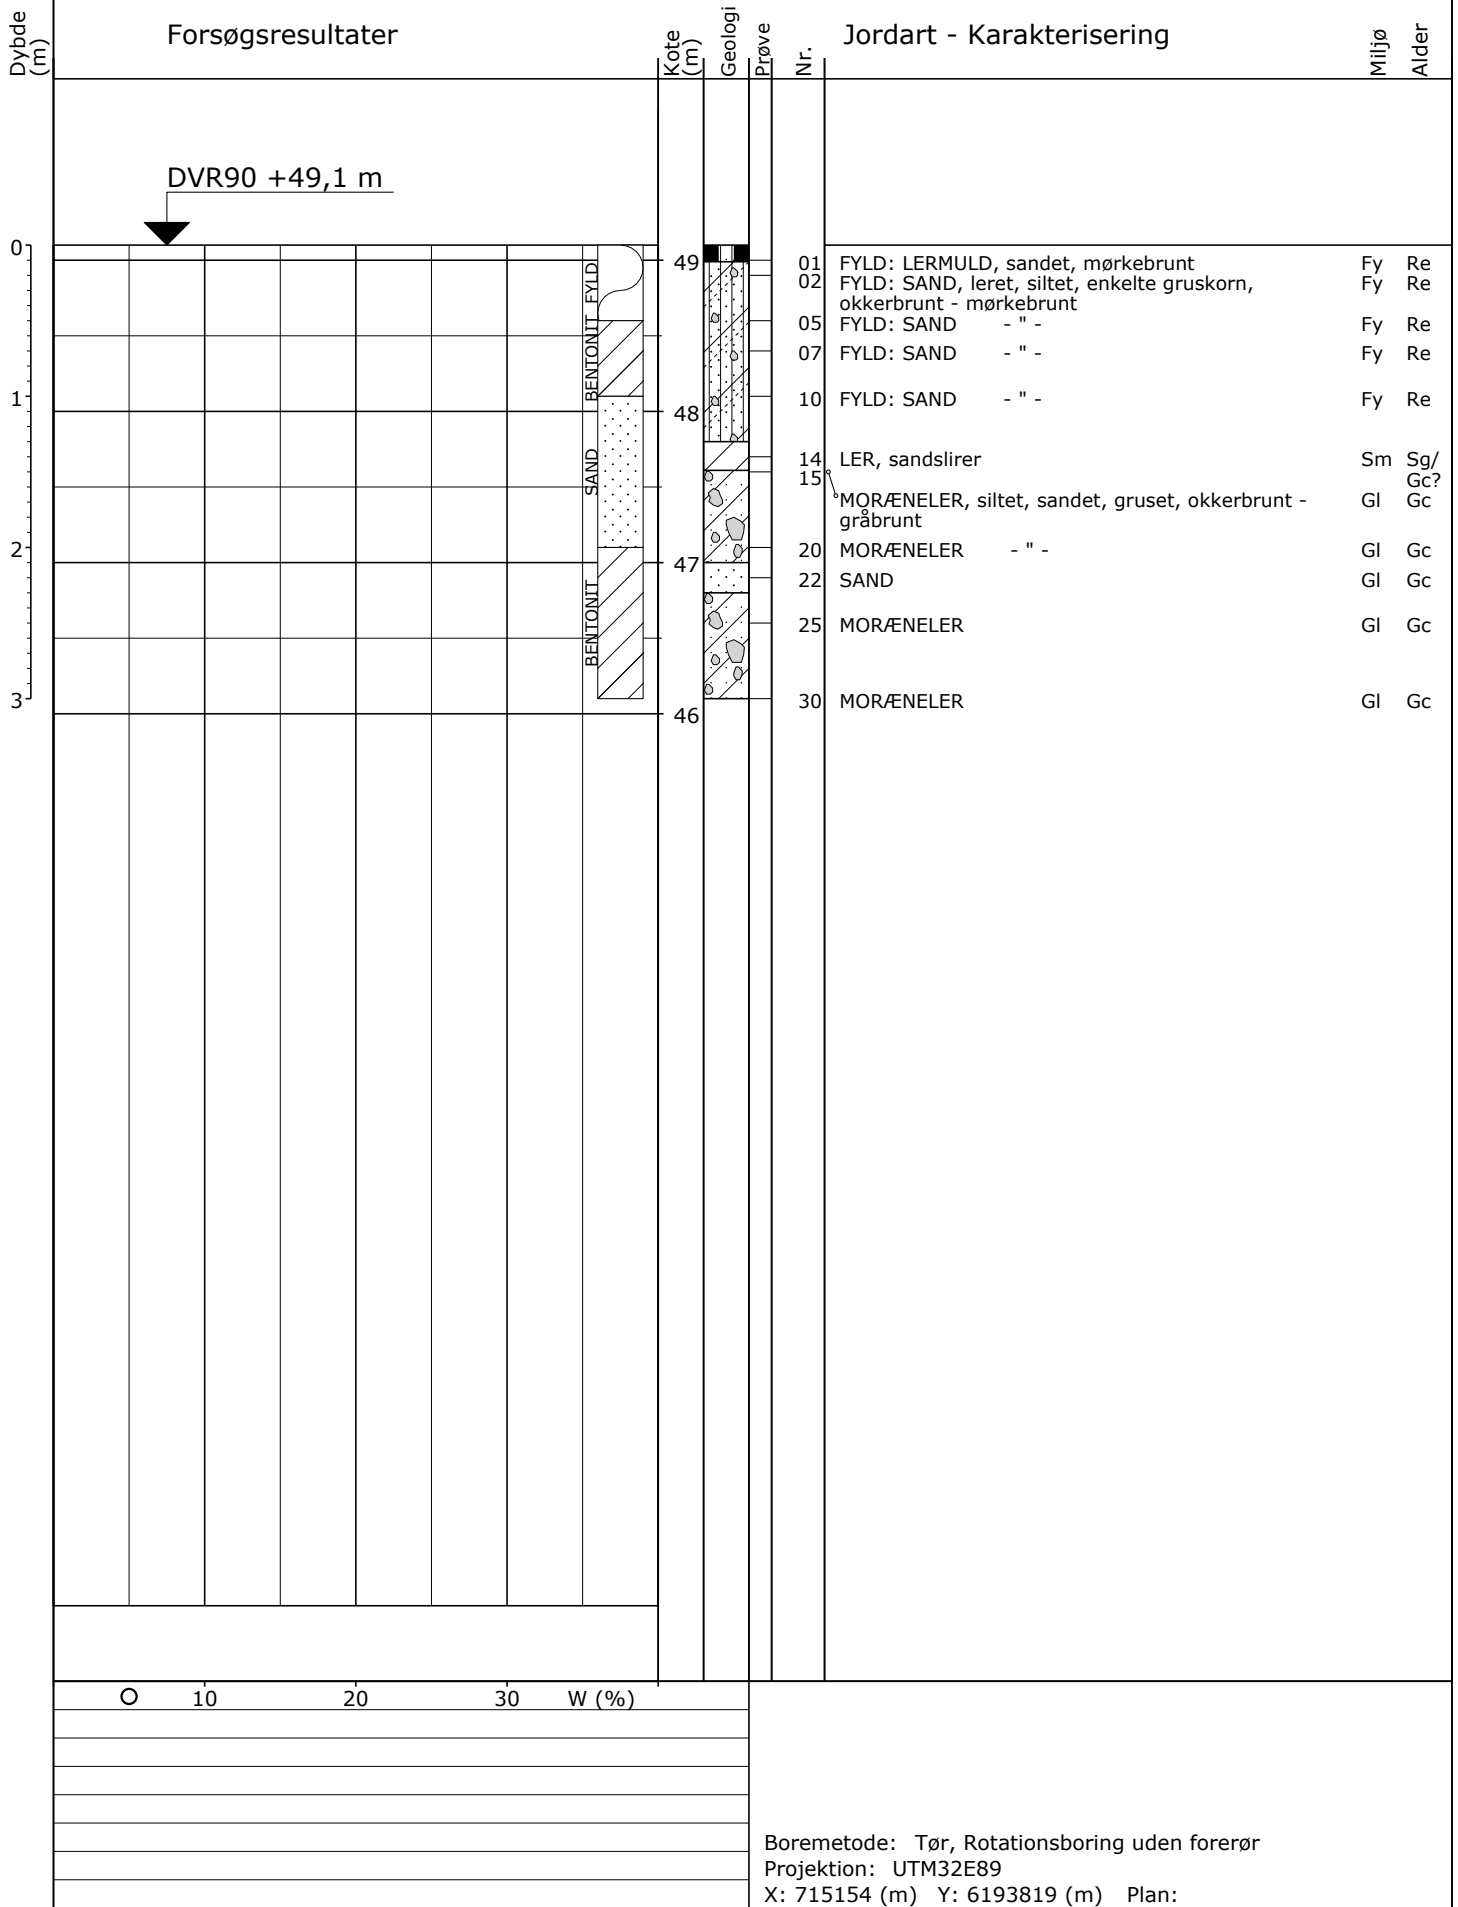 Dybde (m)
Forsøgsresultater
Kote (m)
Geologi
Prøve
Nr.
Jordart - Karakterisering
Miljø
Alder
DVR90 +49,1 m
0
1
2
3
FYLD
BENTONIT
SAND
BENTONIT
49
48
47
46
01 FYLD: LERMULD, sandet, mørkebrunt Fy Re
02 FYLD: SAND, leret, siltet, enkelte gruskorn, Fy Re
okkerbrunt - mørkebrunt
05 FYLD: SAND - " - Fy Re
07 FYLD: SAND - " - Fy Re
10 FYLD: SAND - " - Fy Re
14 LER, sandslirer Sm Sg/
15 Gc?
MORÆNELER, siltet, sandet, gruset, okkerbrunt - Gl Gc
gråbrunt
20 MORÆNELER - " - Gl Gc
22 SAND Gl Gc
25 MORÆNELER Gl Gc
30 MORÆNELER Gl Gc
10 20 30 W (%)
Boremetode: Tør, Rotationsboring uden forerør
Projektion: UTM32E89
X: 715154 (m) Y: 6193819 (m) Plan: